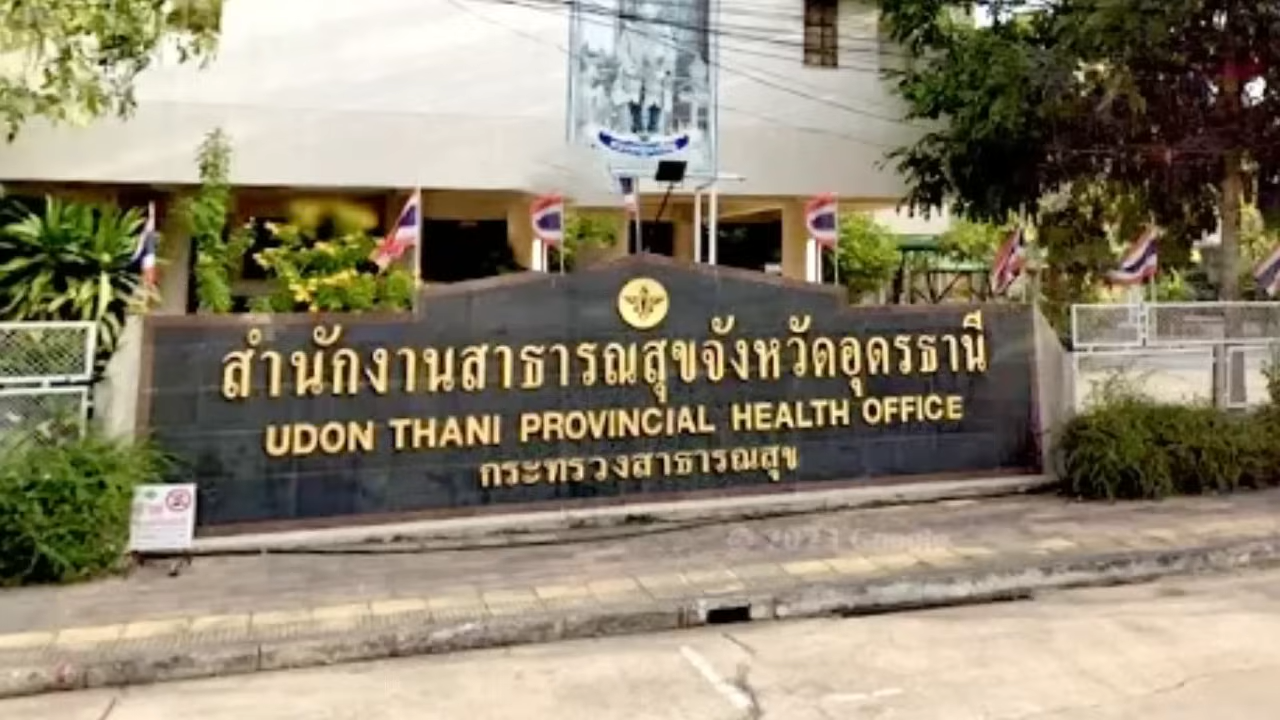 สำนักงานสาธารณสุขจังหวัดอุดรธานี
UDON THANI PROVINCIAL HEALTH OFFICE
กระทรวงสาธารณสุข
© 2023 Google